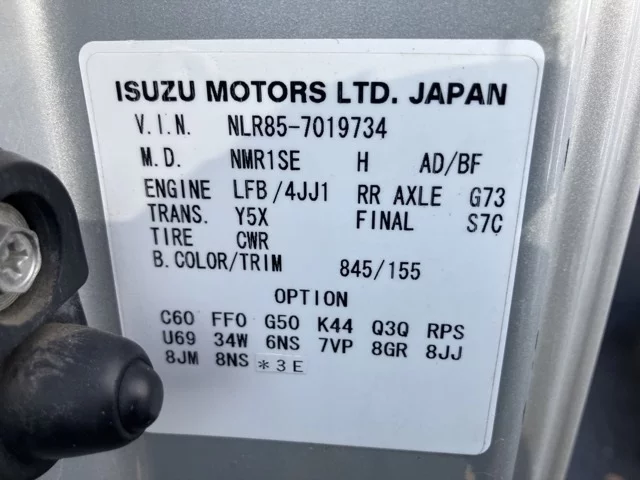 ISUZU MOTORS LTD. JAPAN
V.I.N. NLR85-7019734
M.D. NMR1SE H AD/BF
ENGINE LFB/4JJ1 RR AXLE G73
TRANS. Y5X FINAL S7C
TIRE CWR
B.COLOR/TRIM 845/155
OPTION
C60 FF0 G50 K44 Q3Q RPS
U69 34W 6NS 7VP 8GR 8JJ
8JM 8NS *3E